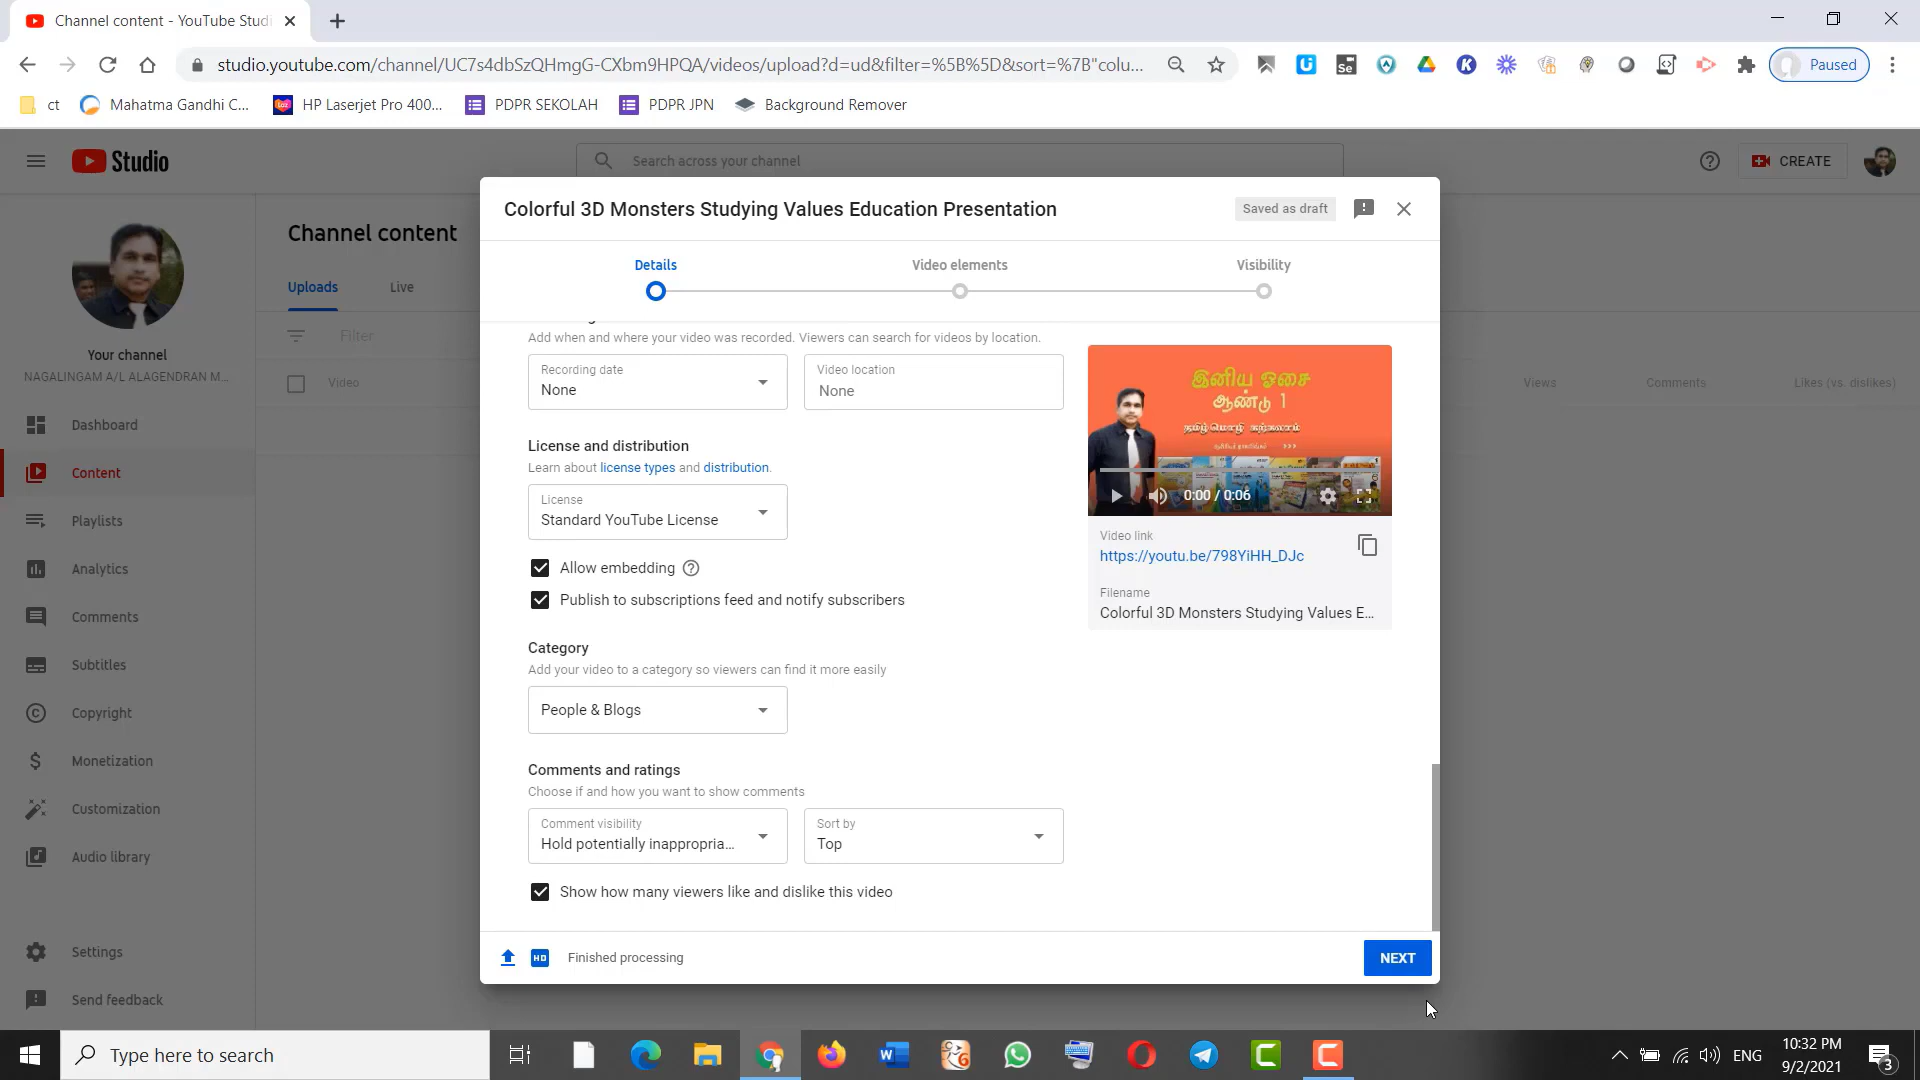 Channel content - YouTube Studi
studio.youtube.com/channel/UC7s4dbSzQHmgG-CXbm9HPQA/videos/upload?d=ud&filter=%5B%5D&sort=%7B"colu...
Paused
ct
Mahatma Gandhi C...
HP Laserjet Pro 400...
PDPR SEKOLAH
PDPR JPN
Background Remover
Studio
Search across your channel
CREATE
Your channel
NAGALINGAM A/L ALAGENDRAN M...
Dashboard
Content
Playlists
Analytics
Comments
Subtitles
Copyright
Monetization
Customization
Audio library
Settings
Send feedback
Channel content
Uploads
Live
Filter
Video
Views
Comments
Likes (vs. dislikes)
Colorful 3D Monsters Studying Values Education Presentation
Saved as draft
Details
Video elements
Visibility
Add when and where your video was recorded. Viewers can search for videos by location.
Recording date
None
Video location
None
License and distribution
Learn about license types and distribution.
License
Standard YouTube License
Allow embedding
Publish to subscriptions feed and notify subscribers
Category
Add your video to a category so viewers can find it more easily
People & Blogs
Comments and ratings
Choose if and how you want to show comments
Comment visibility
Hold potentially inappropria...
Sort by
Top
Show how many viewers like and dislike this video
இனிய ஓசை
ஆண்டு 1
தமிழ் மொழி கற்கலாம்
0:00 / 0:06
Video link
https://youtu.be/798YiHH_DJc
Filename
Colorful 3D Monsters Studying Values E...
HD
Finished processing
NEXT
Type here to search
ENG
10:32 PM
9/2/2021
3